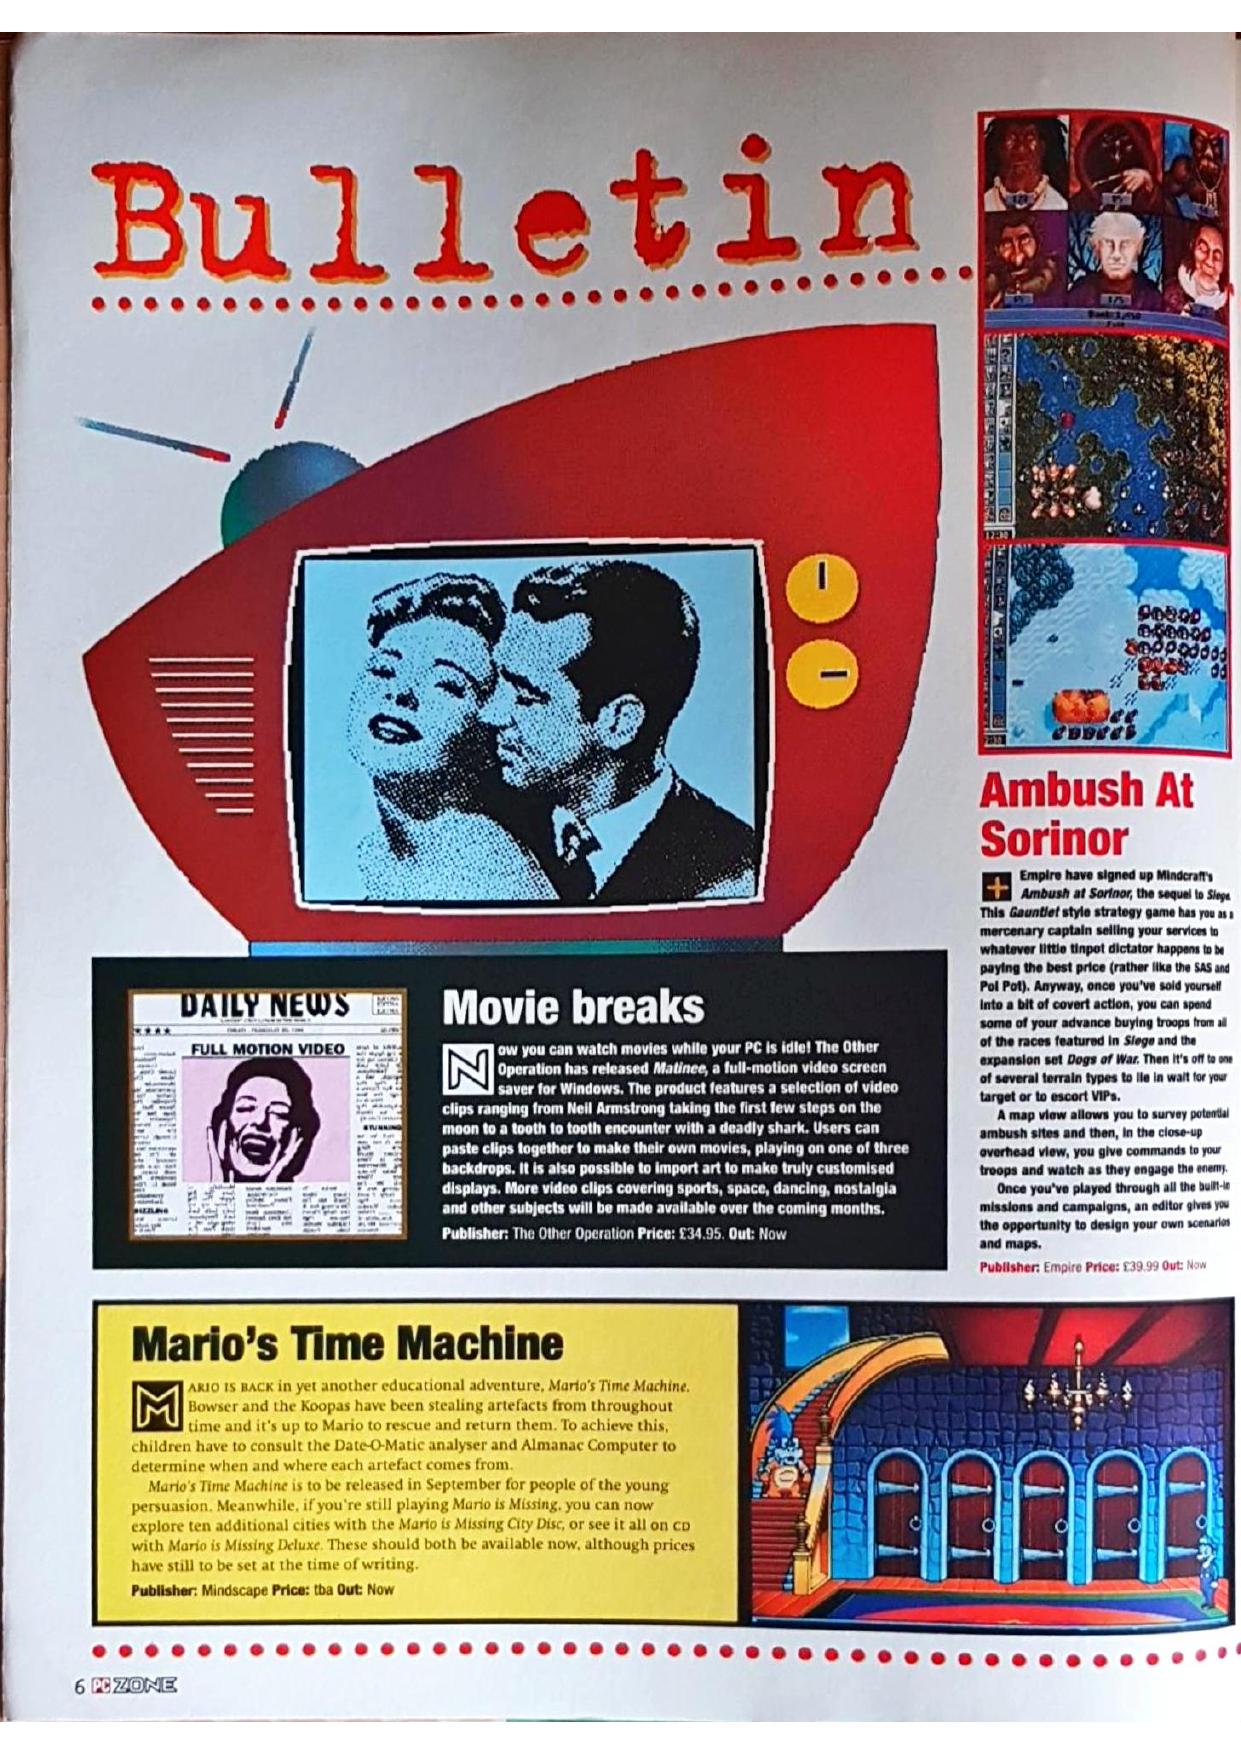 Bulletin
Ambush At
Sorinor
Empire have signed up Mindcraft's
Ambush at Sorinor, the sequel to Siege.
This Gauntlet style strategy game has you as a
mercenary captain selling your services to
whatever little tinpot dictator happens to be
paying the best price (rather like the SAS and
Pol Pot). Anyway, once you've sold yourself
into a bit of covert action, you can spend
some of your advance buying troops from all
of the races featured in Siege and the
expansion set Dogs of War. Then it's off to one
of several terrain types to lie in wait for your
target or to escort VIPs.
A map view allows you to survey potential
ambush sites and then, in the close-up
overhead view, you give commands to your
troops and watch as they engage the enemy.
Once you've played through all the built-in
missions and campaigns, an editor gives you
the opportunity to design your own scenarios
and maps.
Publisher: Empire Price: £39.99 Out: Now
DAILY NEWS
FULL MOTION VIDEO
Movie breaks
Now you can watch movies while your PC is idle! The Other
Operation has released Matinee, a full-motion video screen
saver for Windows. The product features a selection of video
clips ranging from Neil Armstrong taking the first few steps on the
moon to a tooth to tooth encounter with a deadly shark. Users can
paste clips together to make their own movies, playing on one of three
backdrops. It is also possible to import art to make truly customised
displays. More video clips covering sports, space, dancing, nostalgia
and other subjects will be made available over the coming months.
Publisher: The Other Operation Price: £34.95. Out: Now
Mario's Time Machine
MARIO IS BACK in yet another educational adventure, Mario's Time Machine.
Bowser and the Koopas have been stealing artefacts from throughout
time and it's up to Mario to rescue and return them. To achieve this,
children have to consult the Date-O-Matic analyser and Almanac Computer to
determine when and where each artefact comes from.
Mario's Time Machine is to be released in September for people of the young
persuasion. Meanwhile, if you're still playing Mario is Missing, you can now
explore ten additional cities with the Mario is Missing City Disc, or see it all on CD
with Mario is Missing Deluxe. These should both be available now, although prices
have still to be set at the time of writing.
Publisher: Mindscape Price: tba Out: Now
6 PC ZONE